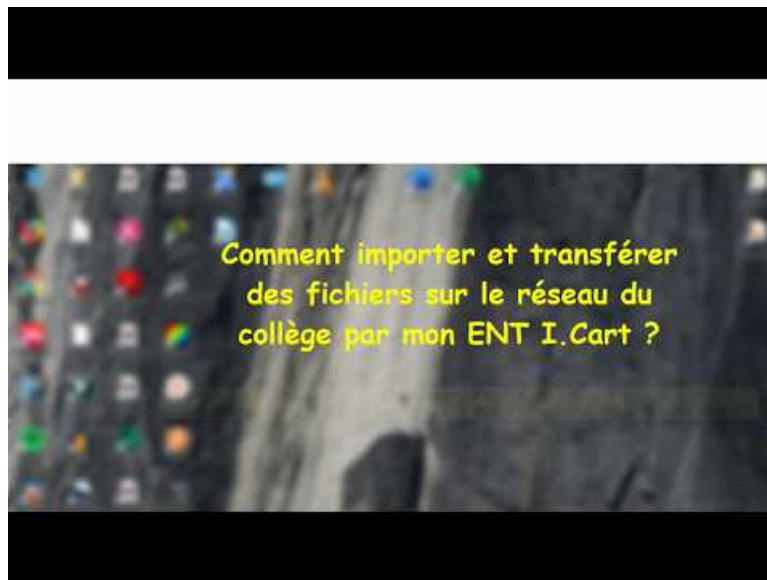 Comment importer et transférer
des fichiers sur le réseau du
collège par mon ENT I.Cart ?